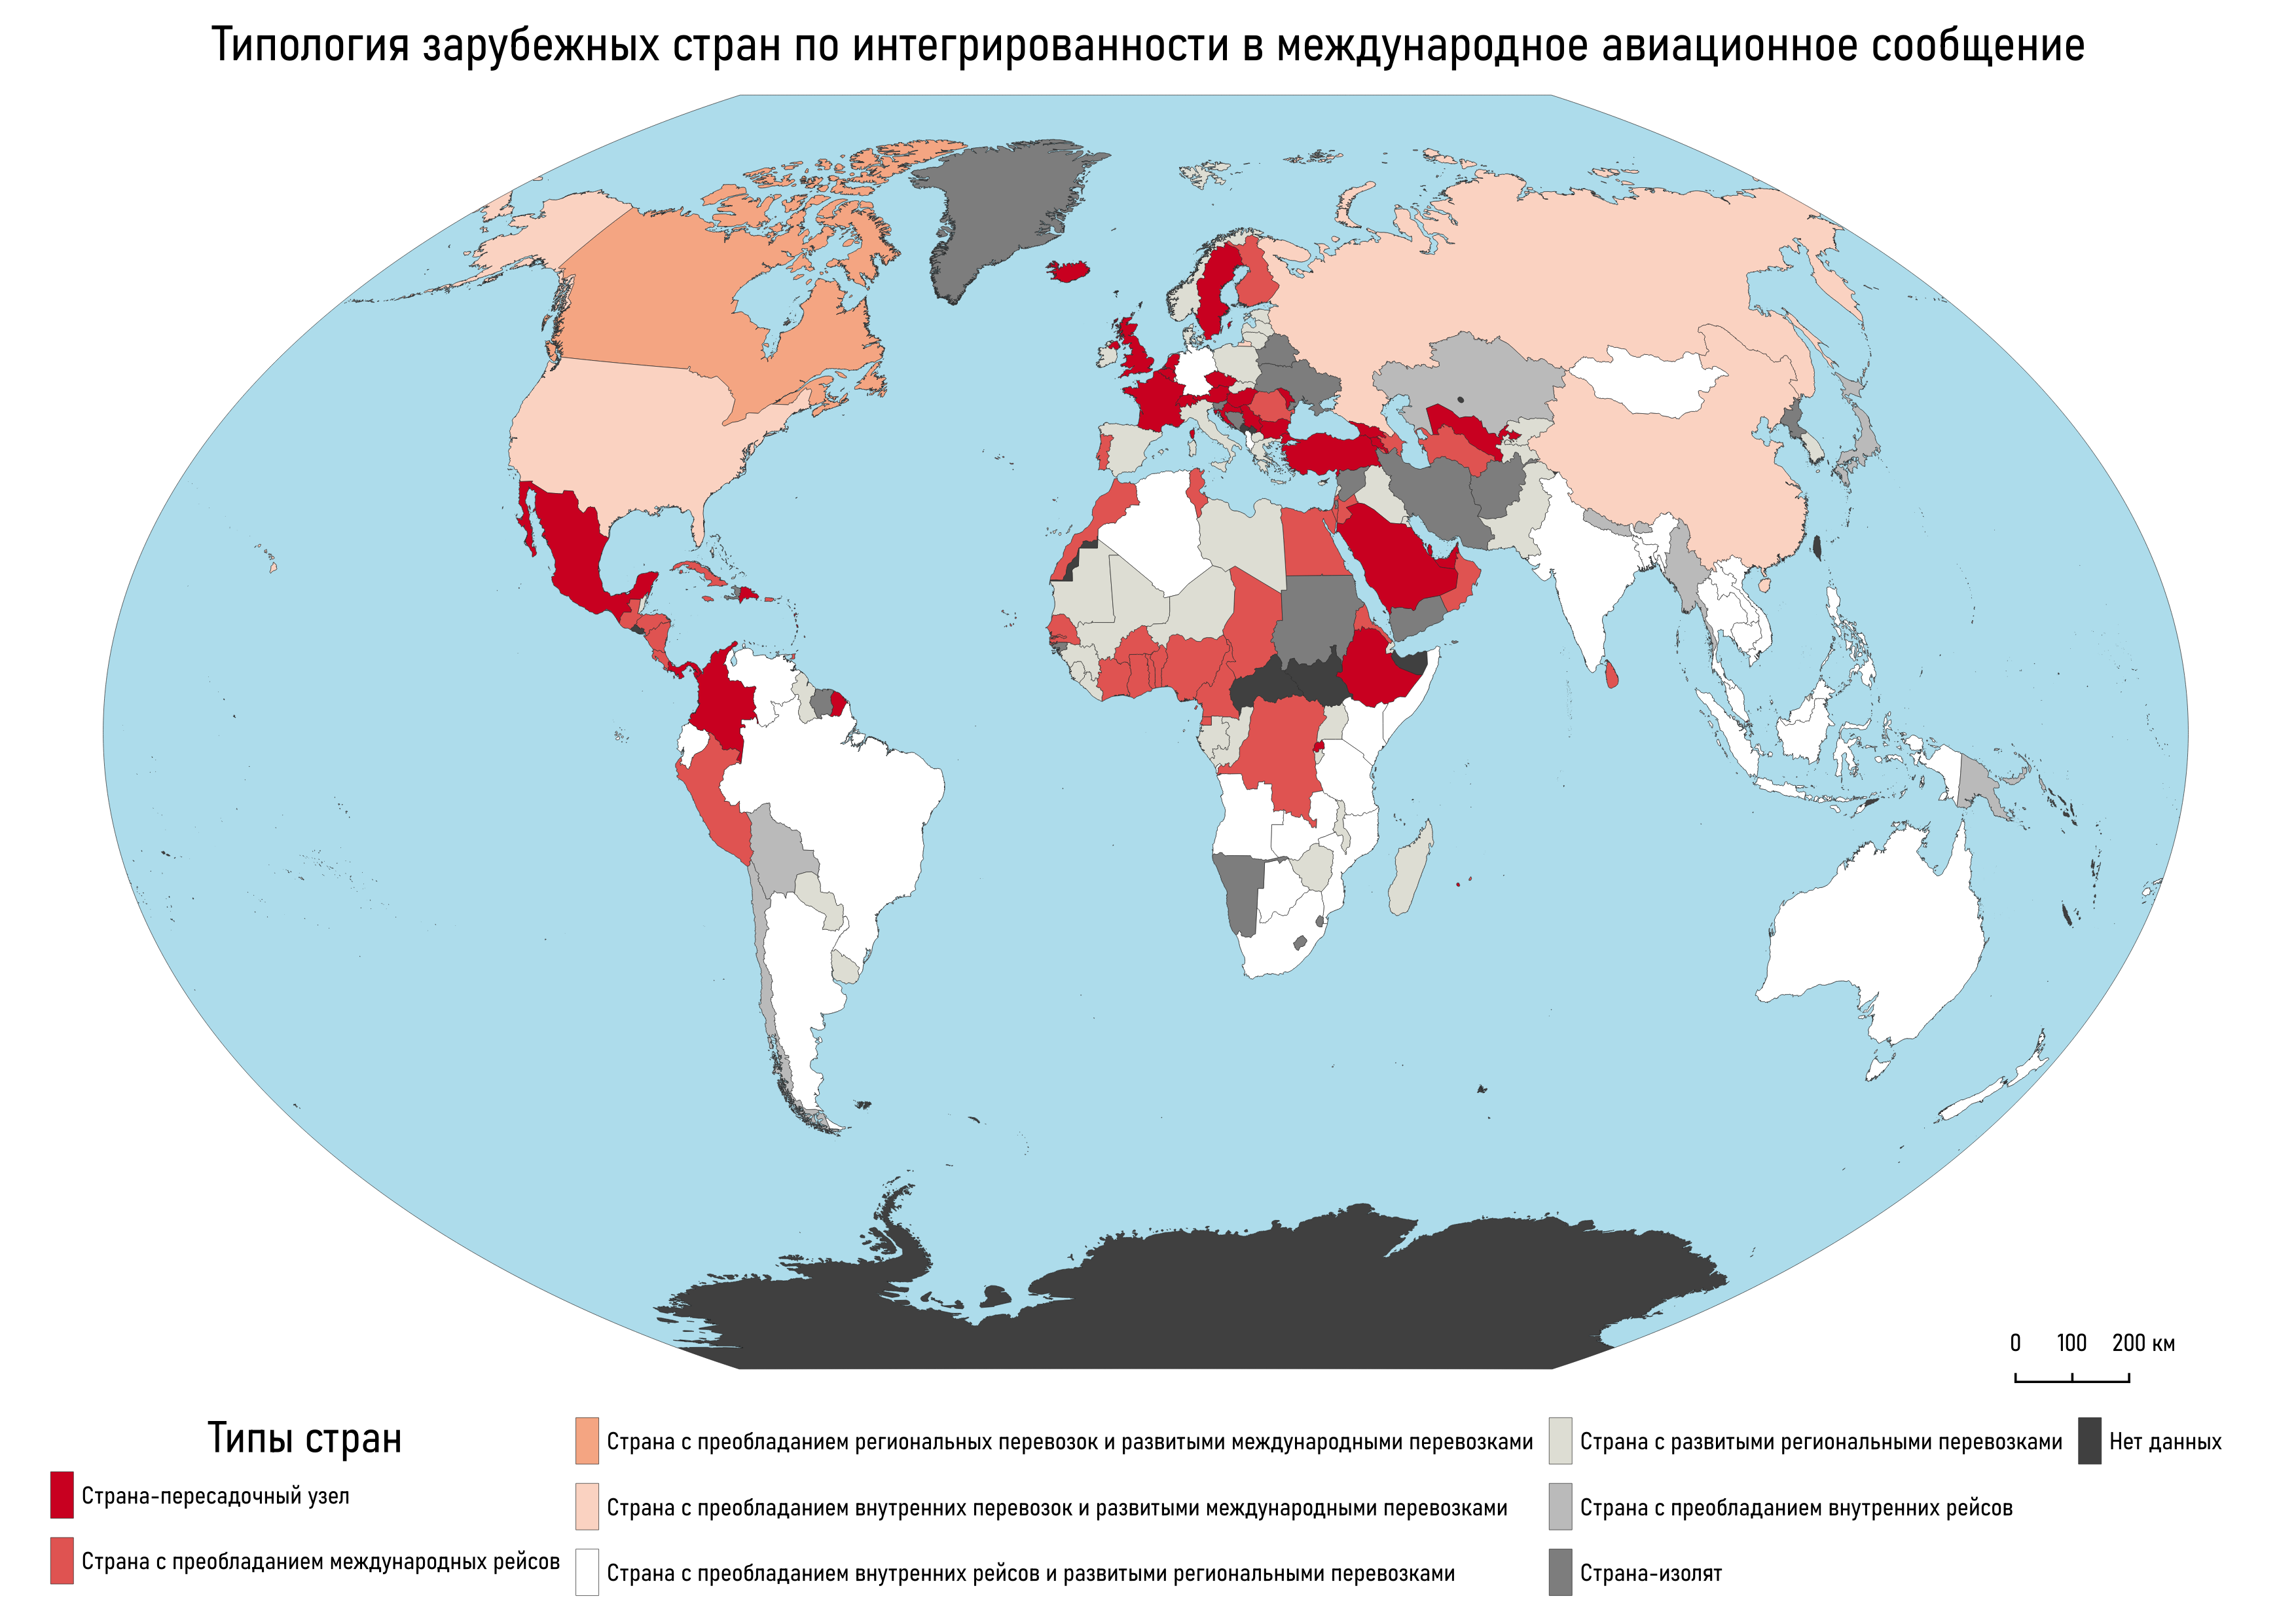 Типология зарубежных стран по интегрированности в международное авиационное сообщение
0 100 200 км
Типы стран
Страна-пересадочный узел
Страна с преобладанием международных рейсов
Страна с преобладанием региональных перевозок и развитыми международными перевозками
Страна с преобладанием внутренних перевозок и развитыми международными перевозками
Страна с преобладанием внутренних рейсов и развитыми региональными перевозками
Страна с развитыми региональными перевозками
Страна с преобладанием внутренних рейсов
Страна-изолят
Нет данных